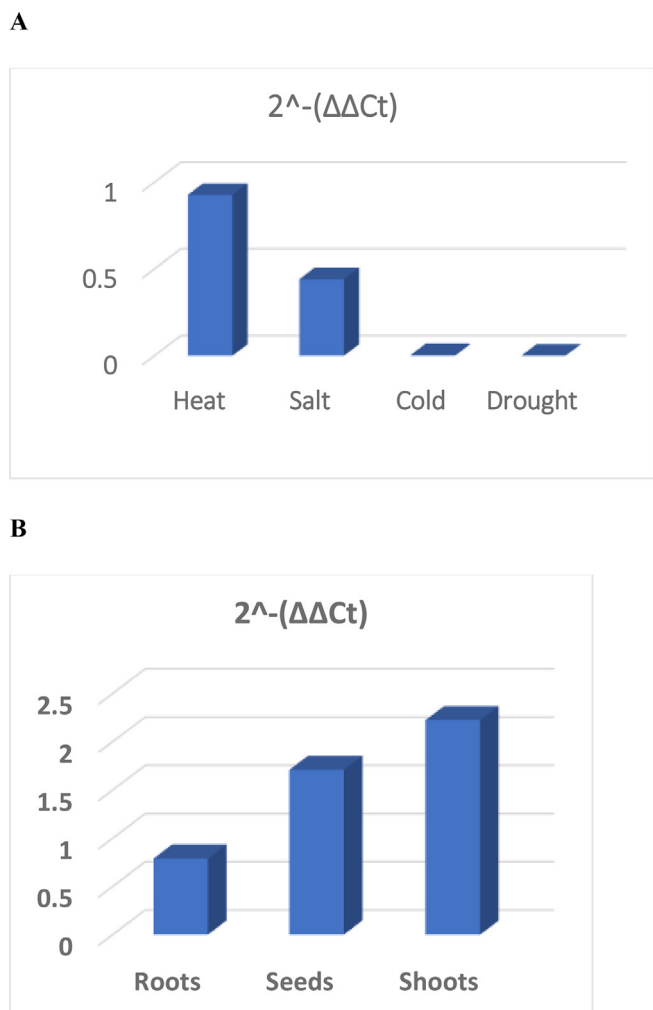 A
2^-(ΔΔCt)
1
0.5
0
Heat Salt Cold Drought
B
2^-(ΔΔCt)
2.5
2
1.5
1
0.5
0
Roots Seeds Shoots